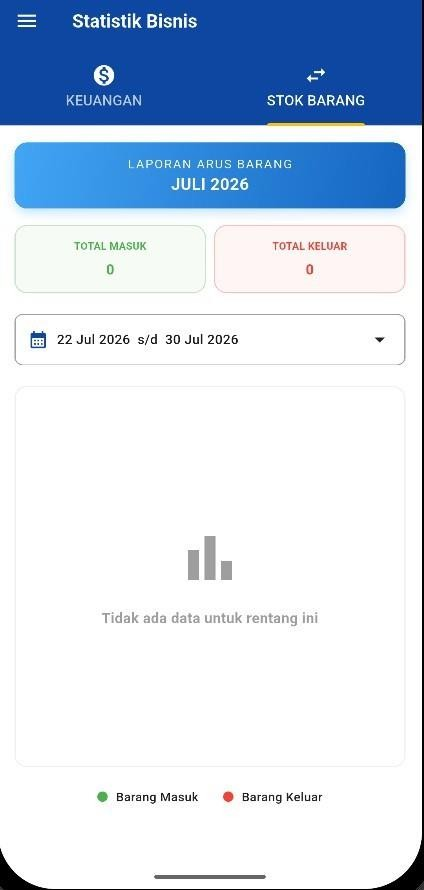 Statistik Bisnis
KEUANGAN
STOK BARANG
LAPORAN ARUS BARANG
JULI 2026
TOTAL MASUK
0
TOTAL KELUAR
0
22 Jul 2026 s/d 30 Jul 2026
Tidak ada data untuk rentang ini
Barang Masuk
Barang Keluar